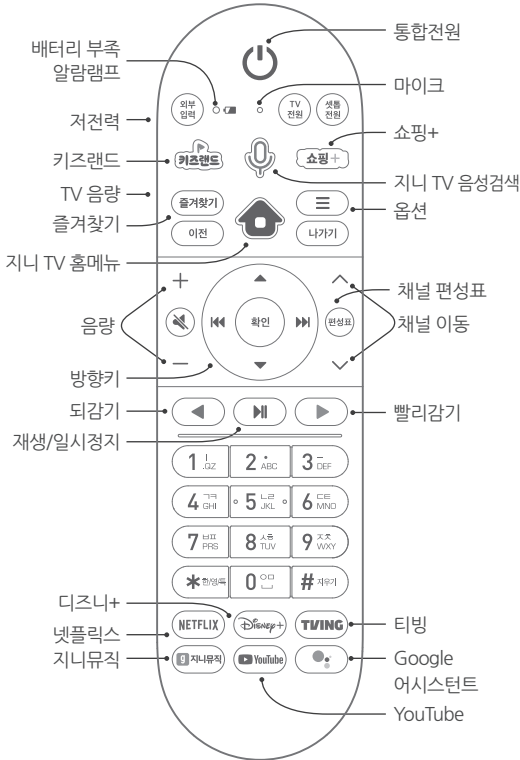 통합전원
배터리 부족
알람램프
마이크
외부
입력
TV
전원
셋톱
전원
저전력
쇼핑+
키즈랜드
키즈랜드
쇼핑+
지니 TV 음성검색
TV 음량
즐겨찾기
옵션
즐겨찾기
이전
나가기
지니 TV 홈메뉴
채널 편성표
음량
확인
편성표
채널 이동
방향키
되감기
빨리감기
재생/일시정지
1 ㅣ .QZ
2 · ABC
3 ㅡ DEF
4 ㄱㅋ GHI
5 ㄴㄹ JKL
6 ㄷㅌ MNO
7 ㅂㅍ PRS
8 ㅅㅎ TUV
9 ㅈㅊ WXY
* 한/영/특
0 ㅇㅁ
# 지우기
디즈니+
NETFLIX
Disney+
TVING
티빙
넷플릭스
지니뮤직
g 지니뮤직
YouTube
Google
어시스턴트
YouTube